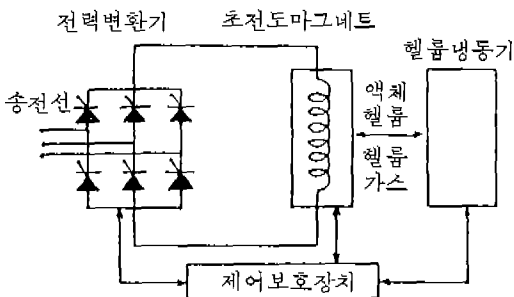 전력변환기
초전도마그네트
헬륨냉동기
송전선
액체
헬륨
헬륨
가스
제어보호장치